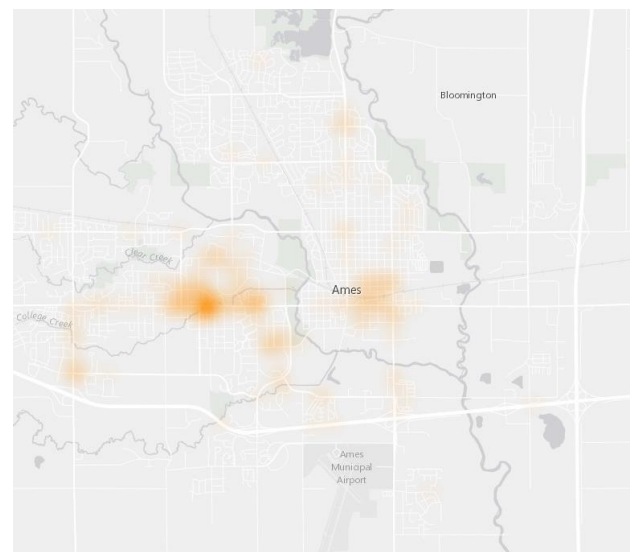 Bloomington
Clear Creek
Ames
College Creek
Ames
Municipal
Airport